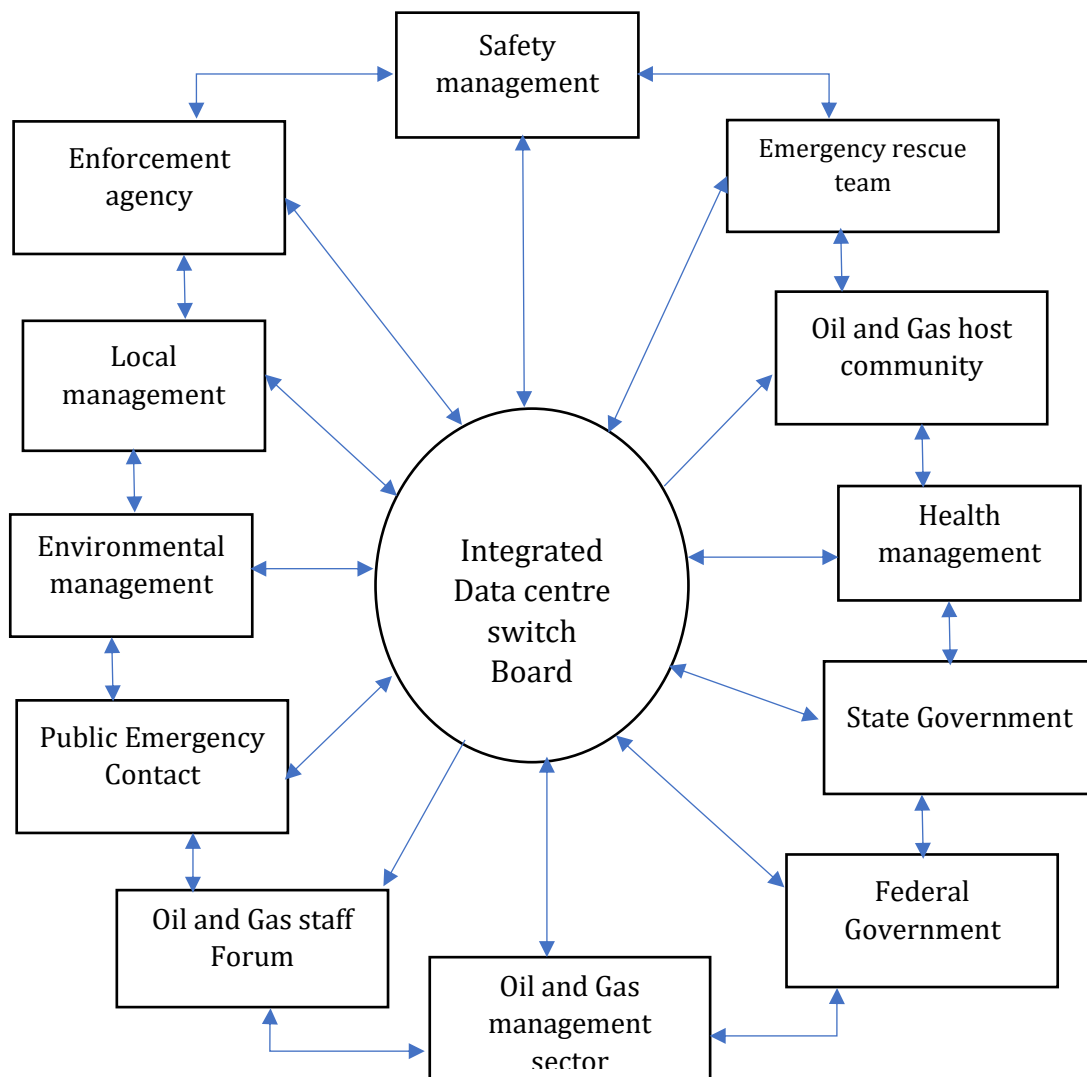 Safety
management
Enforcement
agency
Emergency rescue
team
Local
management
Oil and Gas host
community
Environmental
management
Integrated
Data centre
switch
Board
Health
management
Public Emergency
Contact
State Government
Oil and Gas staff
Forum
Oil and Gas
management
sector
Federal
Government